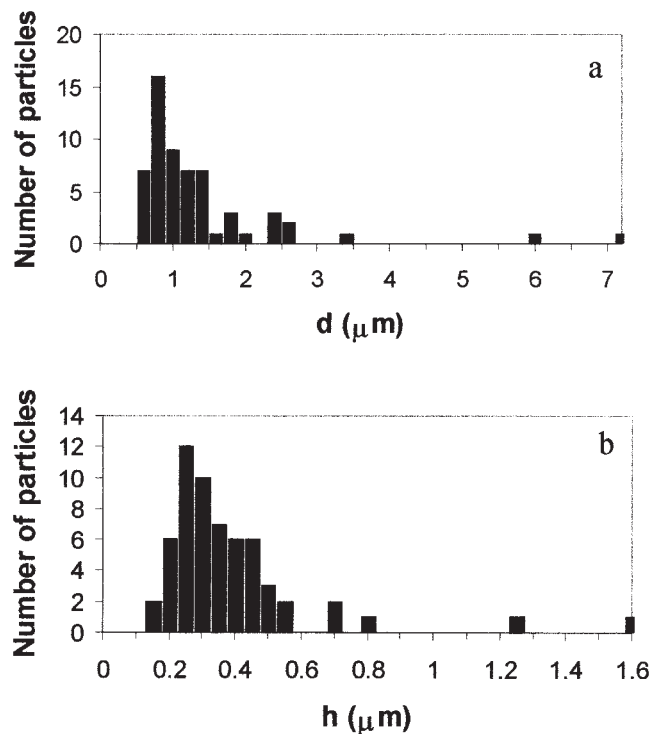 20
a
15
10
5
0
Number of particles
0 1 2 3 4 5 6 7
d (μm)
14
b
12
10
8
6
4
2
0
Number of particles
0 0.2 0.4 0.6 0.8 1 1.2 1.4 1.6
h (μm)